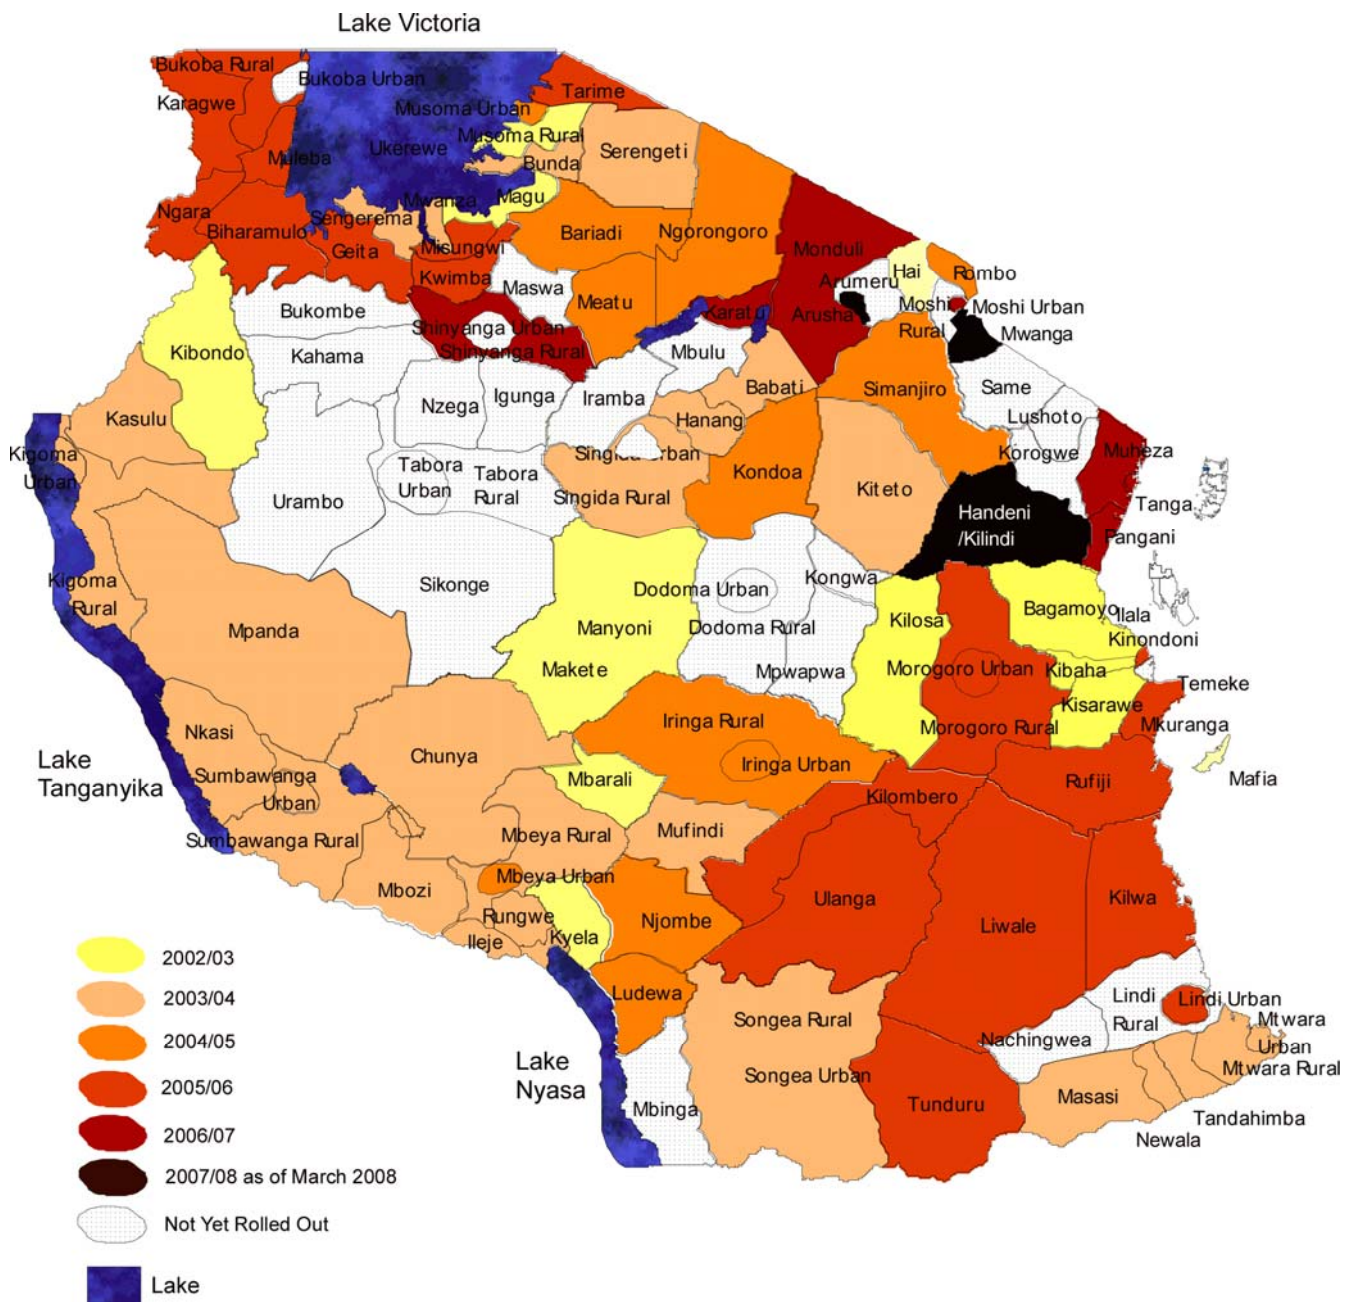 Lake Victoria
Bukoba Rural
Bukoba Urban
Karagwe
Musoma Urban
Tarime
Musoma Rural
Ukerewe
Muleba
Bunda
Serengeti
Mwanza
Magu
Ngara
Sengerema
Biharamulo
Geita
Misungwi
Bariadi
Ngorongoro
Monduli
Hai
Rombo
Kwimba
Maswa
Arumeru
Meatu
Moshi
Rural
Moshi Urban
Bukombe
Karatu
Arusha
Mwanga
Shinyanga Urban
Shinyanga Rural
Kibondo
Kahama
Mbulu
Babati
Simanjiro
Same
Igunga
Iramba
Nzega
Hanang
Lushoto
Kasulu
Korogwe
Muheza
Kigoma
Urban
Tabora
Urban
Tabora
Rural
Singida Urban
Kondoa
Kiteto
Urambo
Singida Rural
Handeni
/Kilindi
Tanga
Pangani
Kigoma
Rural
Sikonge
Dodoma Urban
Kongwa
Kilosa
Bagamoyo
Ilala
Kinondoni
Mpanda
Manyoni
Dodoma Rural
Makete
Mpwapwa
Morogoro Urban
Kibaha
Temeke
Kisarawe
Mkuranga
Nkasi
Iringa Rural
Morogoro Rural
Chunya
Lake
Tanganyika
Sumbawanga
Urban
Mbarali
Iringa Urban
Mafia
Rufiji
Kilombero
Sumbawanga Rural
Mbeya Rural
Mufindi
Mbozi
Mbeya Urban
Ulanga
Kilwa
Rungwe
Njombe
Liwale
Ileje
Kyela
2002/03
2003/04
2004/05
2005/06
2006/07
2007/08 as of March 2008
Not Yet Rolled Out
Lake
Ludewa
Lindi
Rural
Lindi Urban
Songea Rural
Nachingwea
Mtwara
Urban
Lake
Nyasa
Songea Urban
Mtwara Rural
Mbinga
Tunduru
Masasi
Tandahimba
Newala